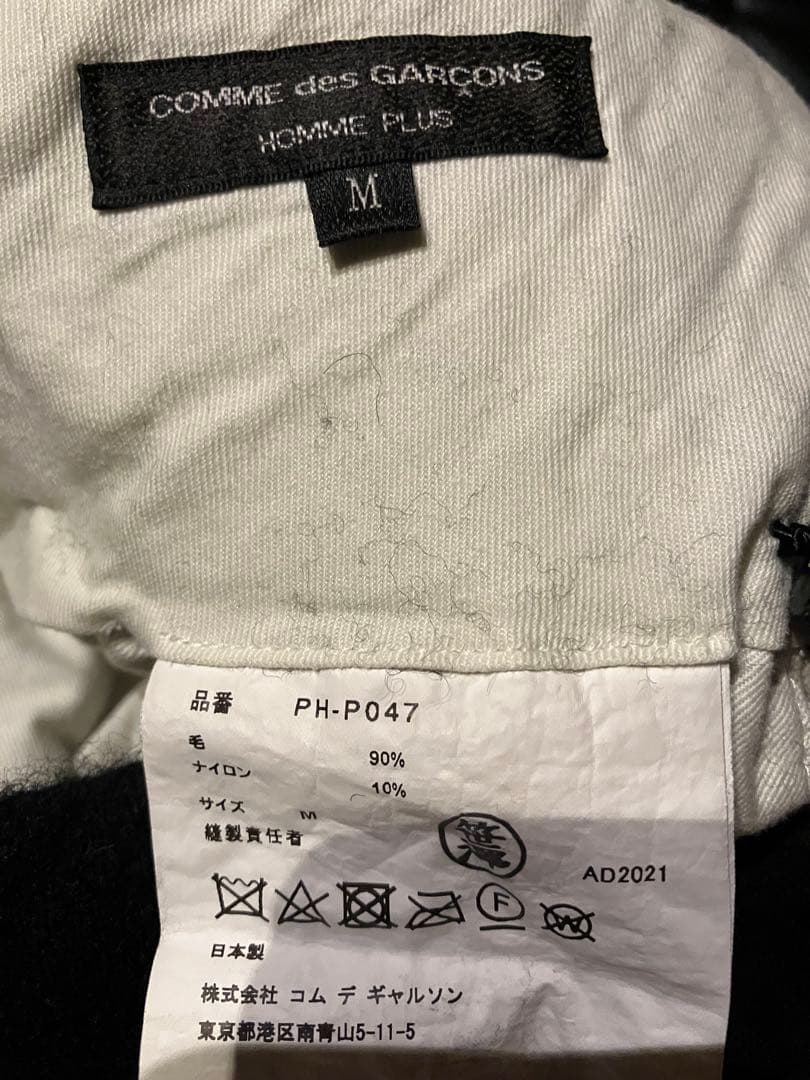 COMME des GARÇONS
HOMME PLUS
M
品番 PH-P047
毛 90%
ナイロン 10%
サイズ M
縫製責任者
AD2021
F
W
日本製
株式会社 コム デ ギャルソン
東京都港区南青山5-11-5